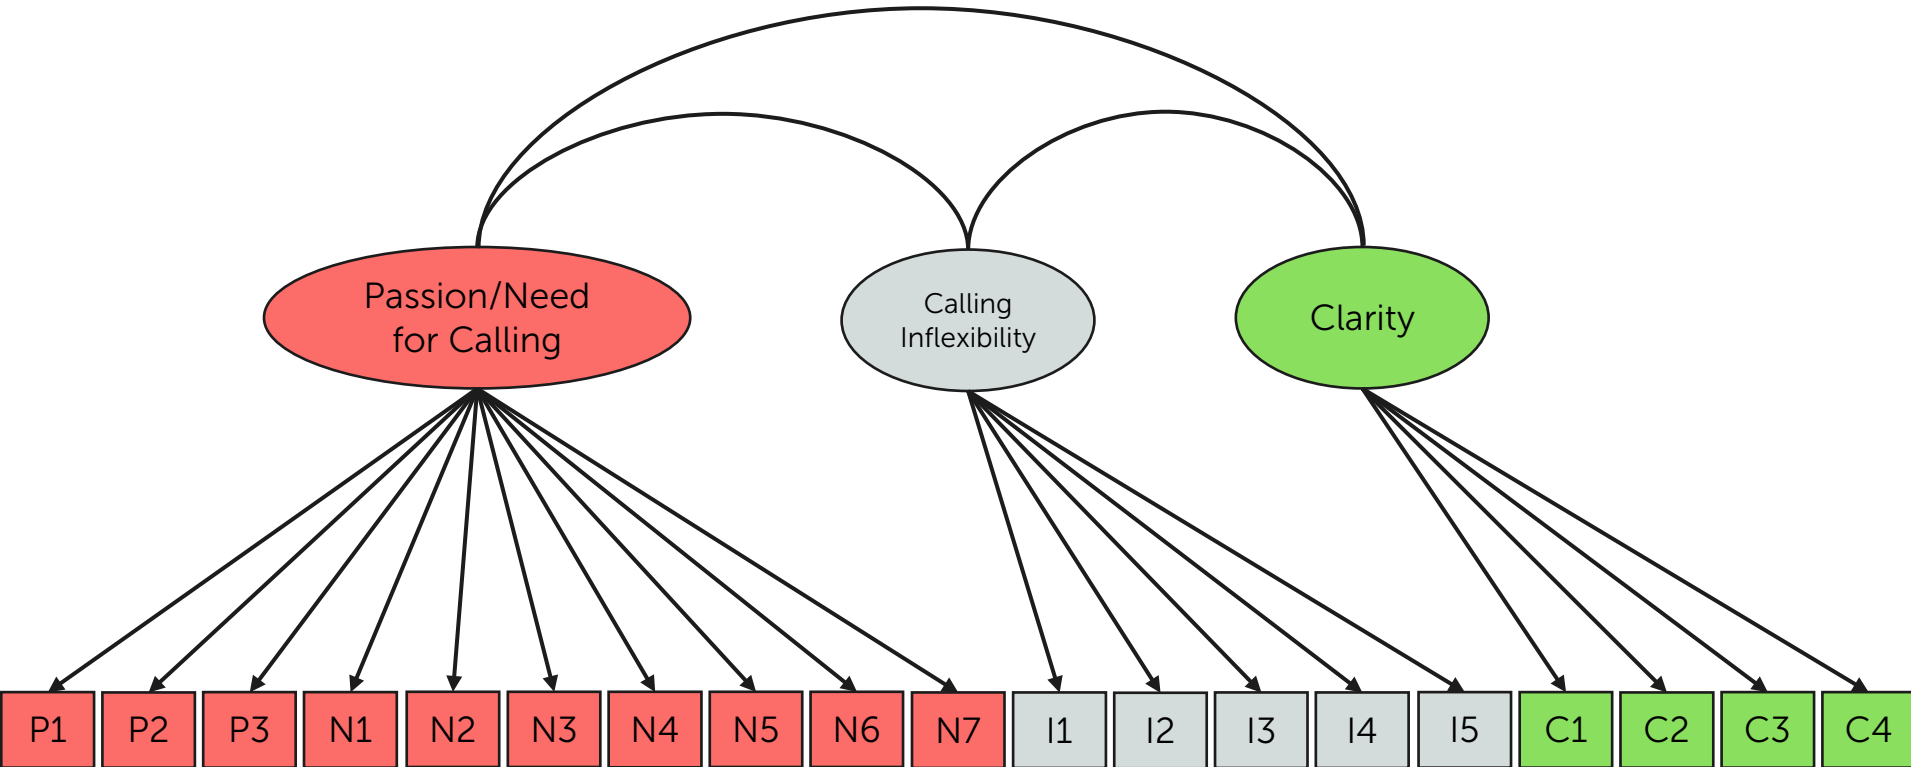 Passion/Need
for Calling
Calling
Inflexibility
Clarity
P1
P2
P3
N1
N2
N3
N4
N5
N6
N7
I1
I2
I3
I4
I5
C1
C2
C3
C4